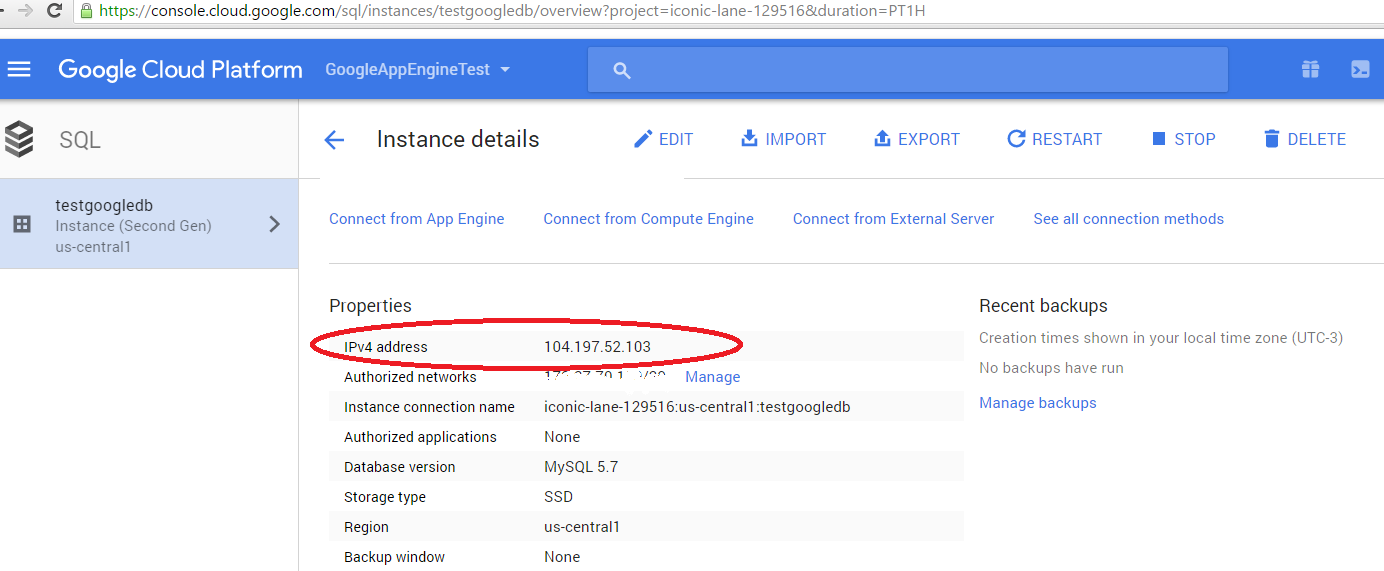 https://console.cloud.google.com/sql/instances/testgoogledb/overview?project=iconic-lane-129516&duration=PT1H
Google Cloud Platform GoogleAppEngineTest
SQL
Instance details EDIT IMPORT EXPORT RESTART STOP DELETE
testgoogledb
Instance (Second Gen)
us-central1
Connect from App Engine Connect from Compute Engine Connect from External Server See all connection methods
Properties Recent backups
IPv4 address 104.197.52.103 Creation times shown in your local time zone (UTC-3)
No backups have run
Authorized networks Manage
Instance connection name iconic-lane-129516:us-central1:testgoogledb Manage backups
Authorized applications None
Database version MySQL 5.7
Storage type SSD
Region us-central1
Backup window None